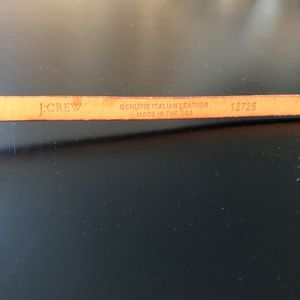 J.CREW
GENUINE ITALIAN LEATHER
MADE IN THE USA
12725